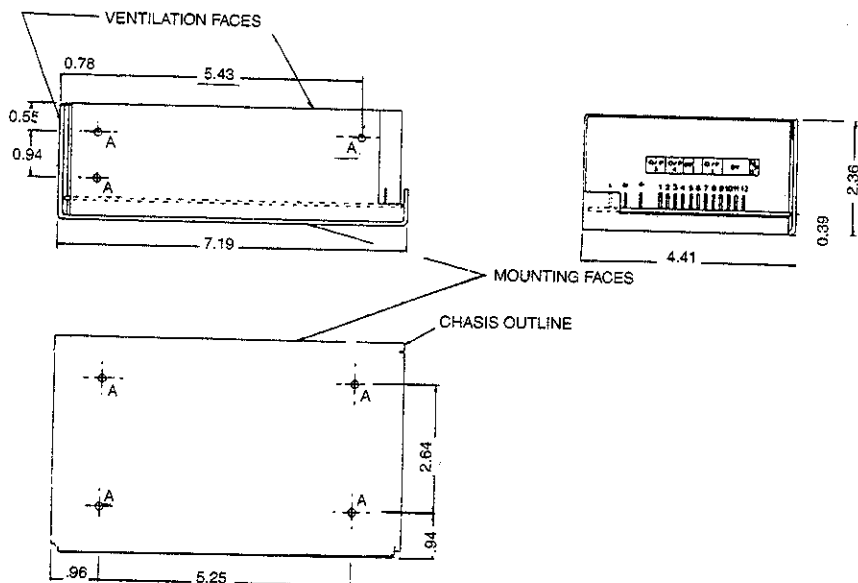 VENTILATION FACES
0.78
5.43
0.55
0.94
A
A
A
7.19
1 2 3 4 5 6 7 8 9 10 11 12
2.36
0.39
4.41
MOUNTING FACES
CHASIS OUTLINE
A
A
A
A
2.64
.94
.96
5.25